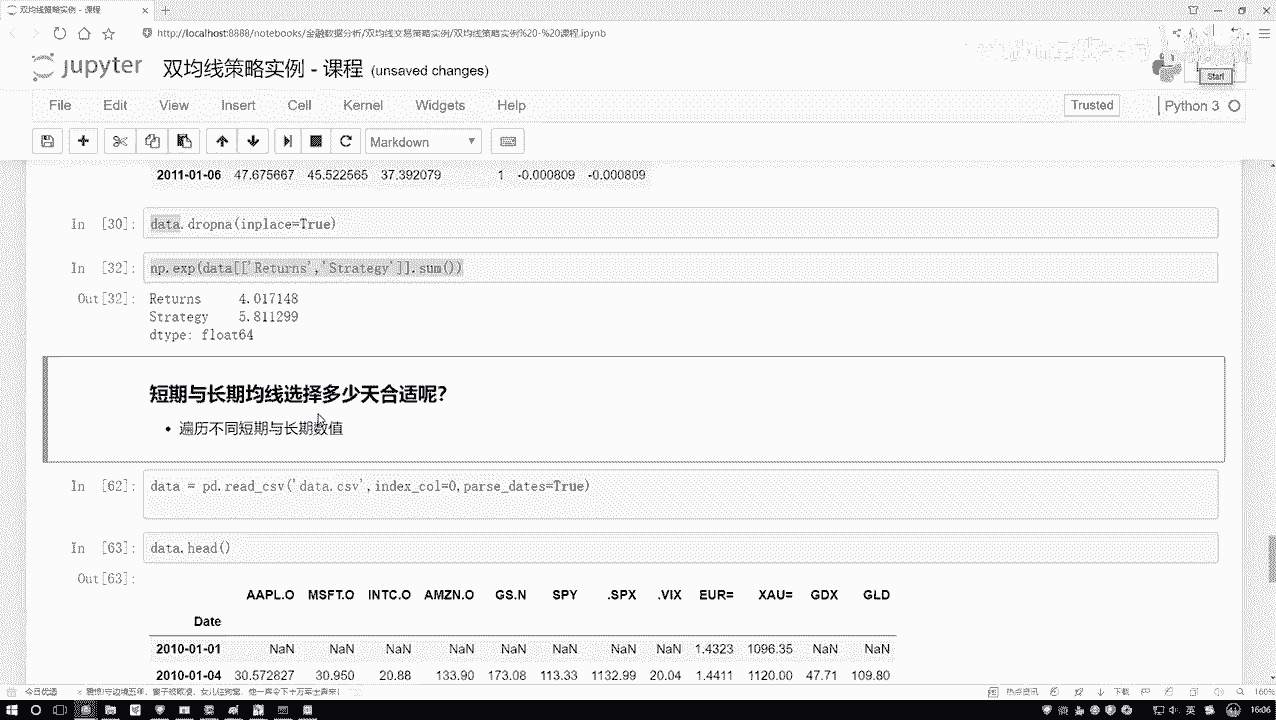 双均线策略实例 - 课程
http://localhost:8888/notebooks/金融数据分析/双均线交易策略实例/双均线策略实例%20-%20课程.ipynb
jupyter 双均线策略实例 - 课程 (unsaved changes)
Start
File Edit View Insert Cell Kernel Widgets Help
Trusted Python 3
Markdown
2011-01-06 47.675667 45.522565 37.392079 1 -0.000809 -0.000809
In [30]: data.dropna(inplace=True)
In [32]: np.exp(data[['Returns','Strategy']].sum())
Out[32]: Returns 4.017148
Strategy 5.811299
dtype: float64
短期与长期均线选择多少天合适呢?
• 遍历不同短期与长期数值
In [62]: data = pd.read_csv('data.csv',index_col=0,parse_dates=True)
In [63]: data.head()
Out[63]:
AAPL.O MSFT.O INTC.O AMZN.O GS.N SPY .SPX .VIX EUR= XAU= GDX GLD
Date
2010-01-01 NaN NaN NaN NaN NaN NaN NaN NaN 1.4323 1096.35 NaN NaN
2010-01-04 30.572827 30.950 20.88 133.90 173.08 113.33 1132.99 20.04 1.4411 1120.00 47.71 109.80
今日优选
热点资讯 下载 160%
英 16:06